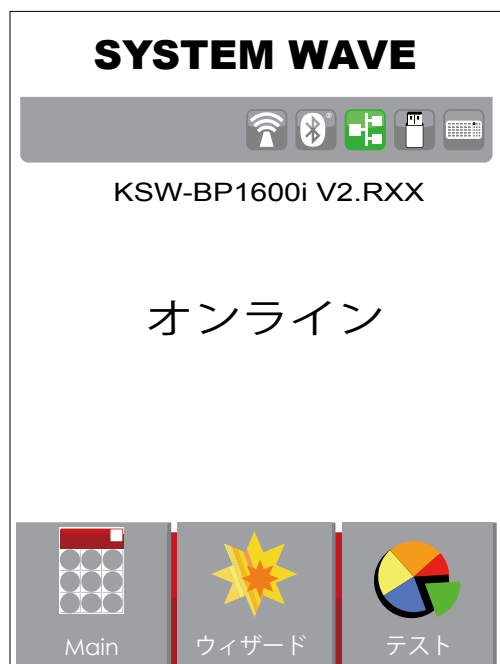 SYSTEM WAVE
KSW-BP1600i V2.RXX
オンライン
Main
ウィザード
テスト